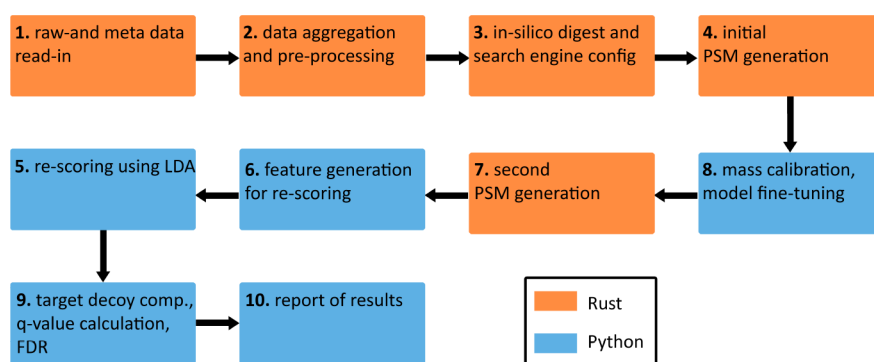 1. raw-and meta data
read-in
2. data aggregation
and pre-processing
3. in-silico digest and
search engine config
4. initial
PSM generation
5. re-scoring using LDA
6. feature generation
for re-scoring
7. second
PSM generation
8. mass calibration,
model fine-tuning
9. target decoy comp.,
q-value calculation,
FDR
10. report of results
Rust
Python